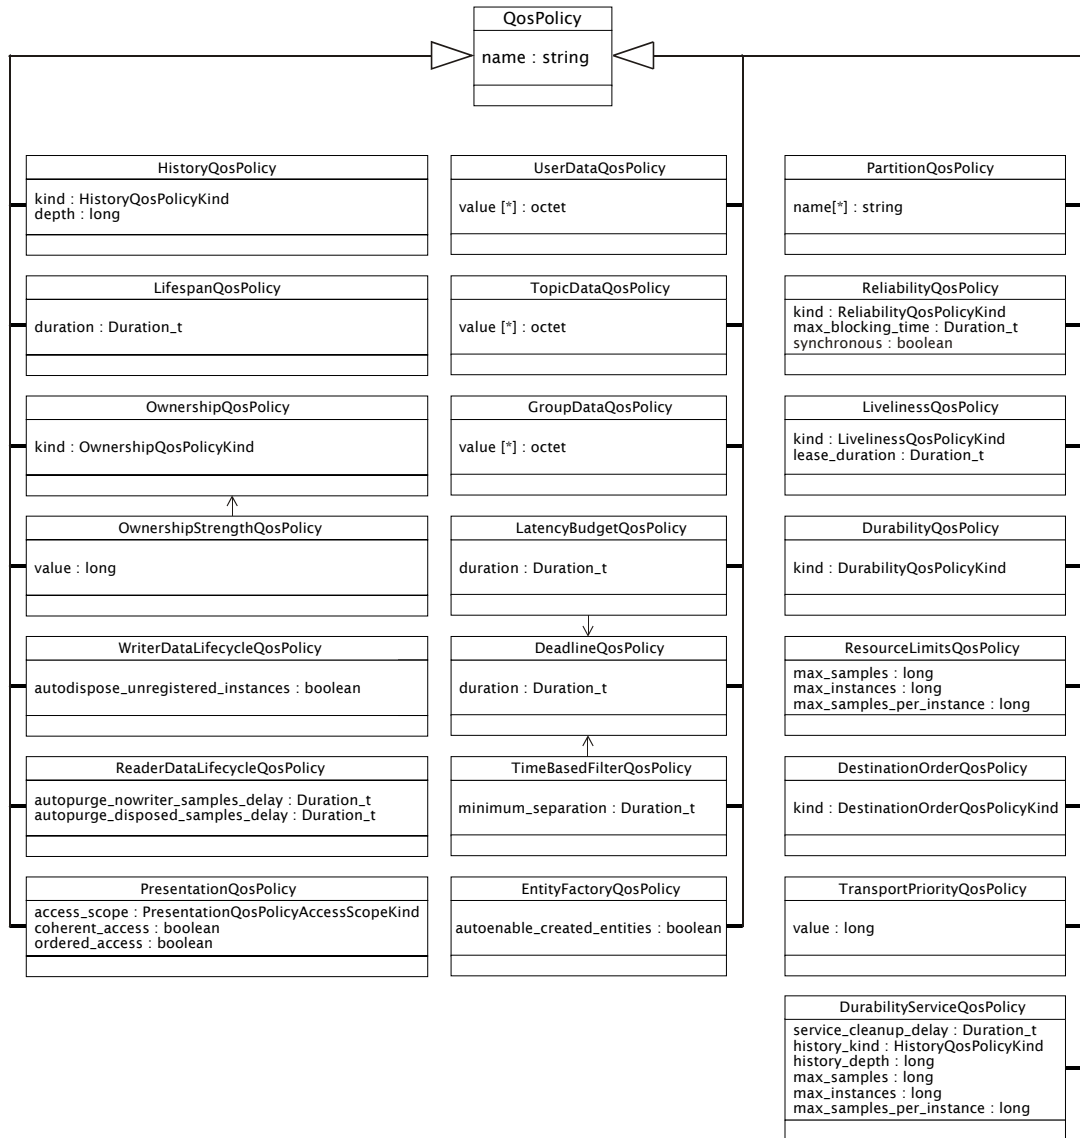 QosPolicy
name : string
HistoryQosPolicy
kind : HistoryQosPolicyKind
depth : long
UserDataQosPolicy
value [*] : octet
PartitionQosPolicy
name[*] : string
LifespanQosPolicy
duration : Duration_t
TopicDataQosPolicy
value [*] : octet
ReliabilityQosPolicy
kind : ReliabilityQosPolicyKind
max_blocking_time : Duration_t
synchronous : boolean
OwnershipQosPolicy
kind : OwnershipQosPolicyKind
GroupDataQosPolicy
value [*] : octet
LivelinessQosPolicy
kind : LivelinessQosPolicyKind
lease_duration : Duration_t
OwnershipStrengthQosPolicy
value : long
LatencyBudgetQosPolicy
duration : Duration_t
DurabilityQosPolicy
kind : DurabilityQosPolicyKind
WriterDataLifecycleQosPolicy
autodispose_unregistered_instances : boolean
DeadlineQosPolicy
duration : Duration_t
ResourceLimitsQosPolicy
max_samples : long
max_instances : long
max_samples_per_instance : long
ReaderDataLifecycleQosPolicy
autopurge_nowriter_samples_delay : Duration_t
autopurge_disposed_samples_delay : Duration_t
TimeBasedFilterQosPolicy
minimum_separation : Duration_t
DestinationOrderQosPolicy
kind : DestinationOrderQosPolicyKind
PresentationQosPolicy
access_scope : PresentationQosPolicyAccessScopeKind
coherent_access : boolean
ordered_access : boolean
EntityFactoryQosPolicy
autoenable_created_entities : boolean
TransportPriorityQosPolicy
value : long
DurabilityServiceQosPolicy
service_cleanup_delay : Duration_t
history_kind : HistoryQosPolicyKind
history_depth : long
max_samples : long
max_instances : long
max_samples_per_instance : long